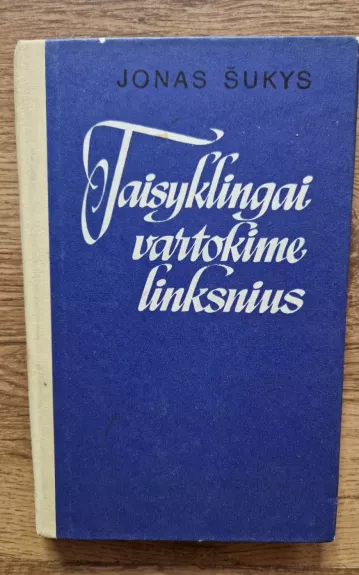 JONAS ŠUKYS
Taisyklingai
vartokime
linksnius